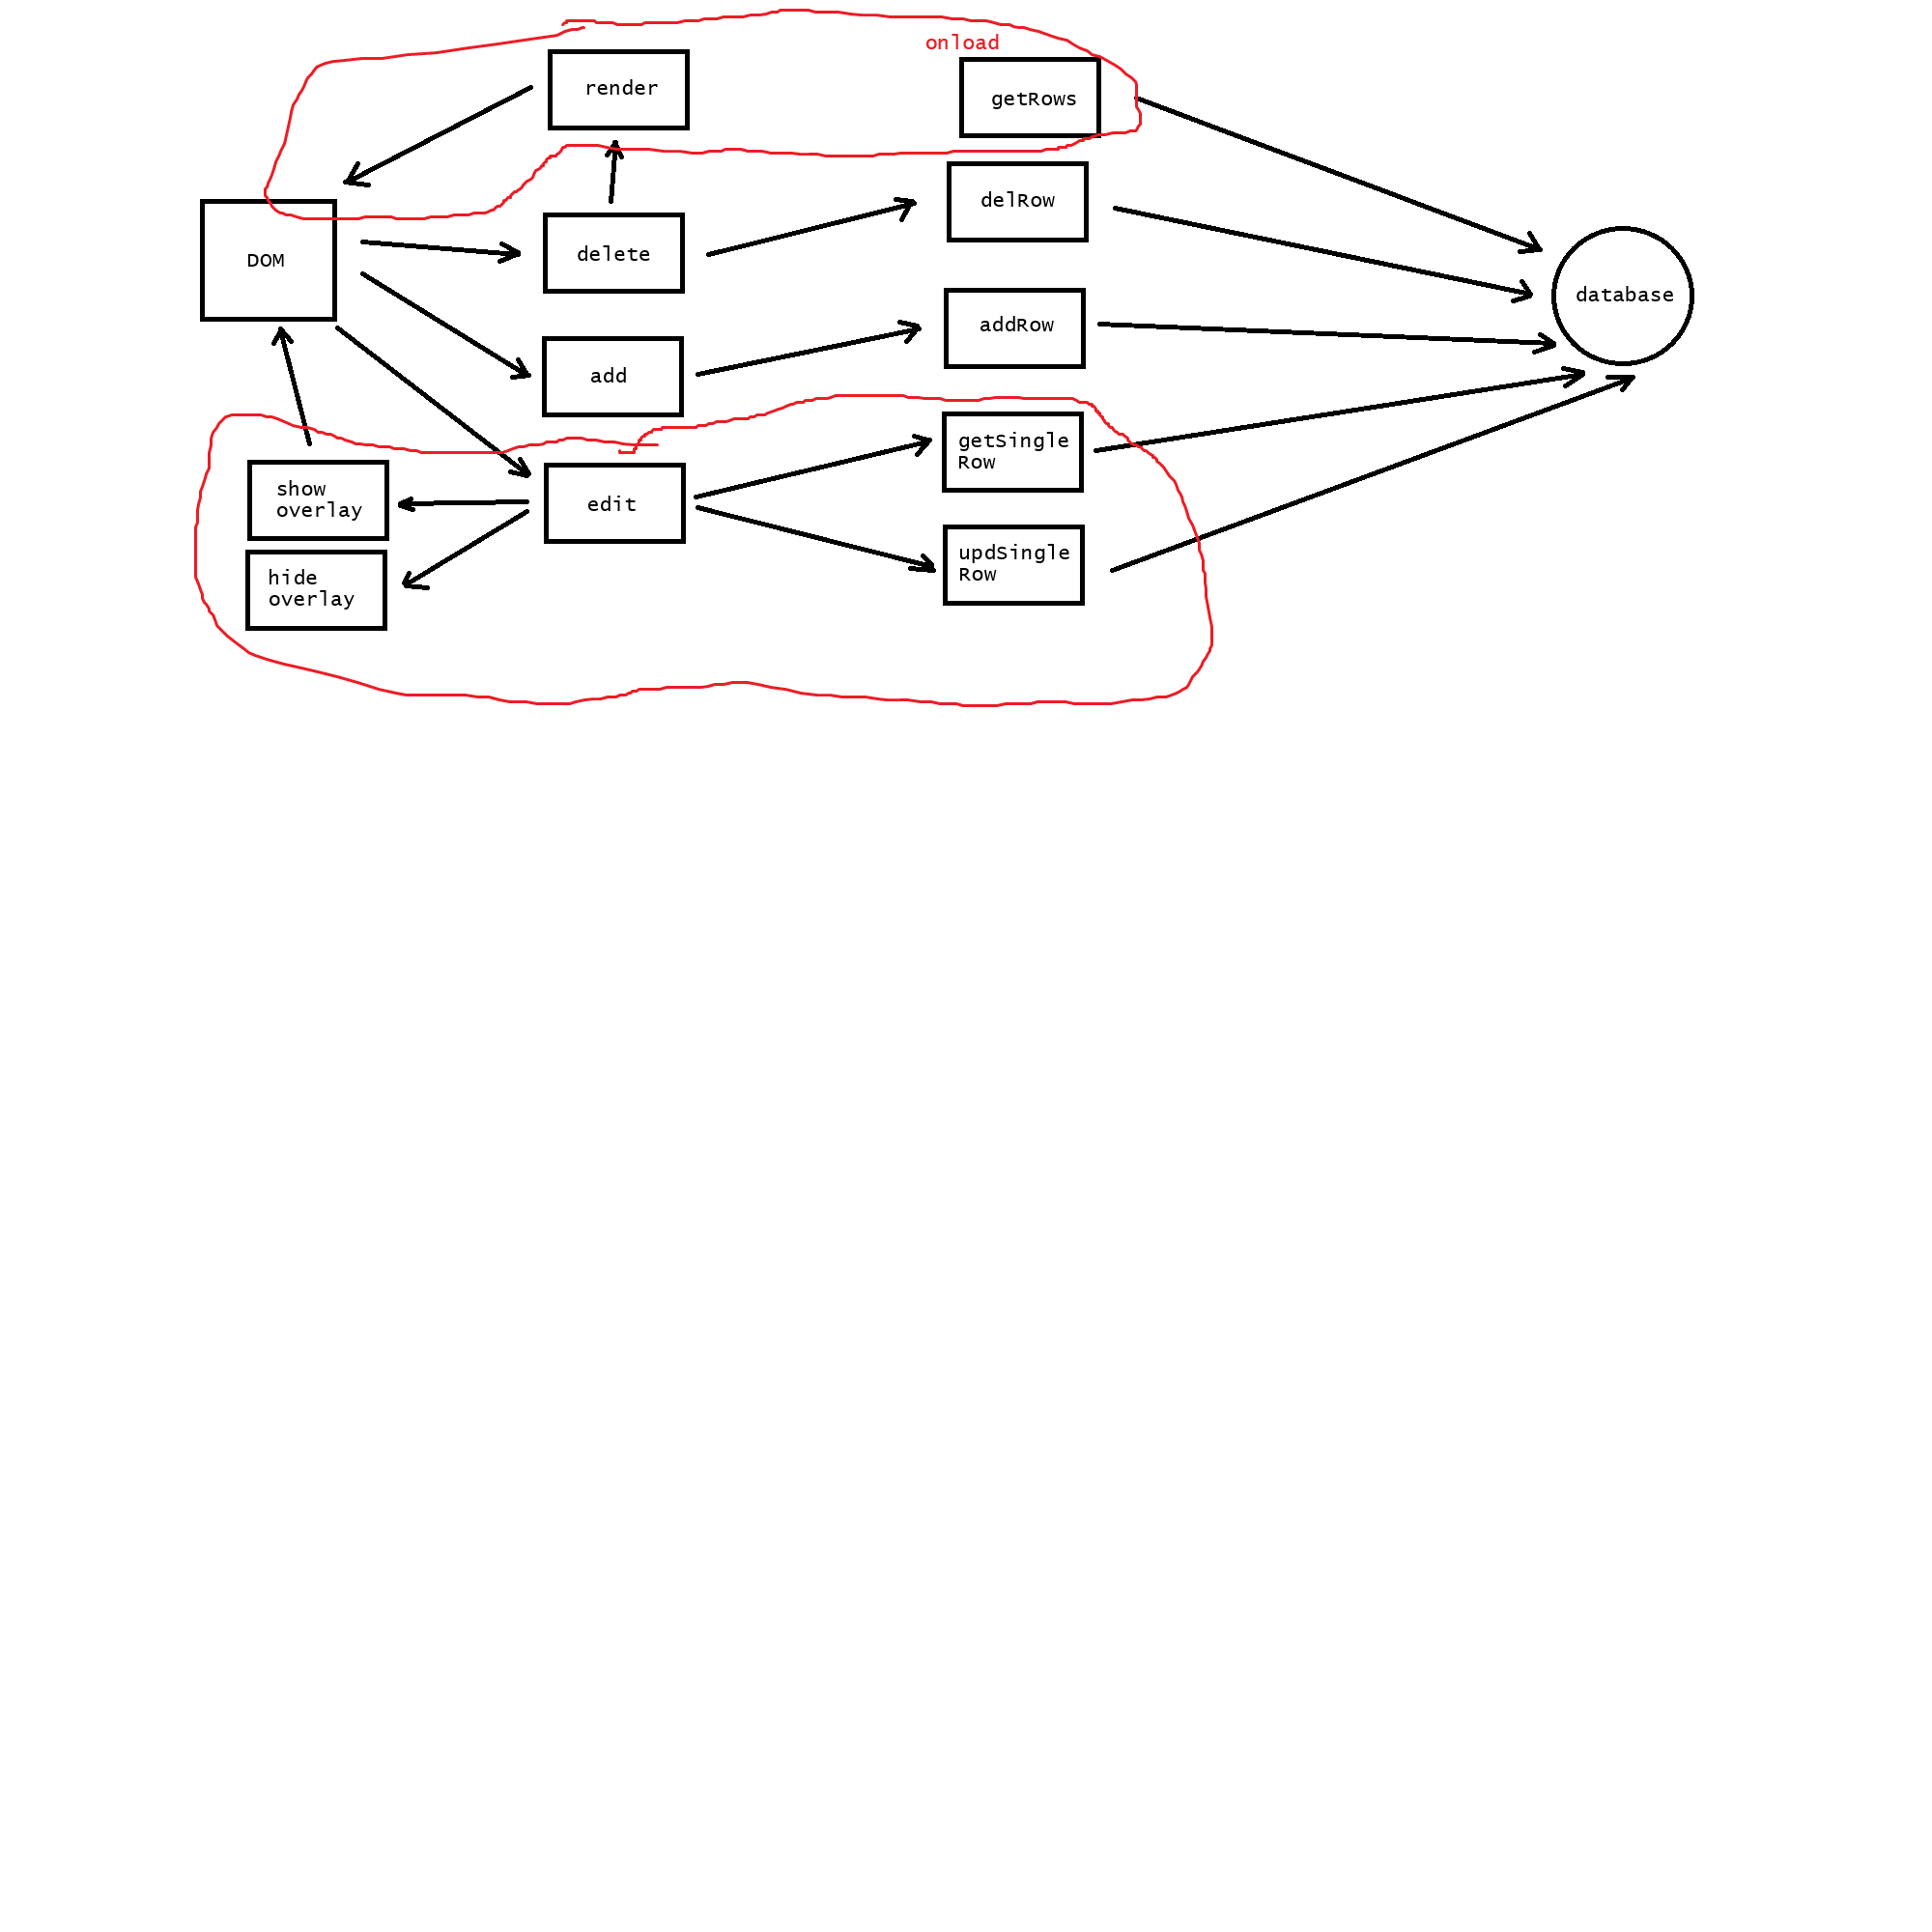 onload
render
getRows
delRow
DOM
delete
database
addRow
add
getSingle
Row
show
overlay
edit
updSingle
Row
hide
overlay